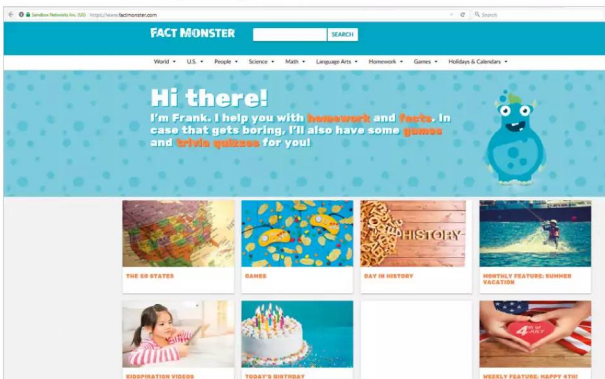 Sandbox Networks Inc. (US) https://www.factmonster.com
Search
FACT MONSTER
SEARCH
World U.S. People Science Math Language Arts Homework Games Holidays & Calendars
Hi there!
I'm Frank. I help you with homework and facts. In
case that gets boring, I'll also have some games
and trivia quizzes for you!
HISTORY
4th of
JULY
THE 50 STATES
GAMES
DAY IN HISTORY
MONTHLY FEATURE: SUMMER
VACATION
KIDSPIRATION VIDEOS
TODAY'S BIRTHDAY
WEEKLY FEATURE: HAPPY 4TH!